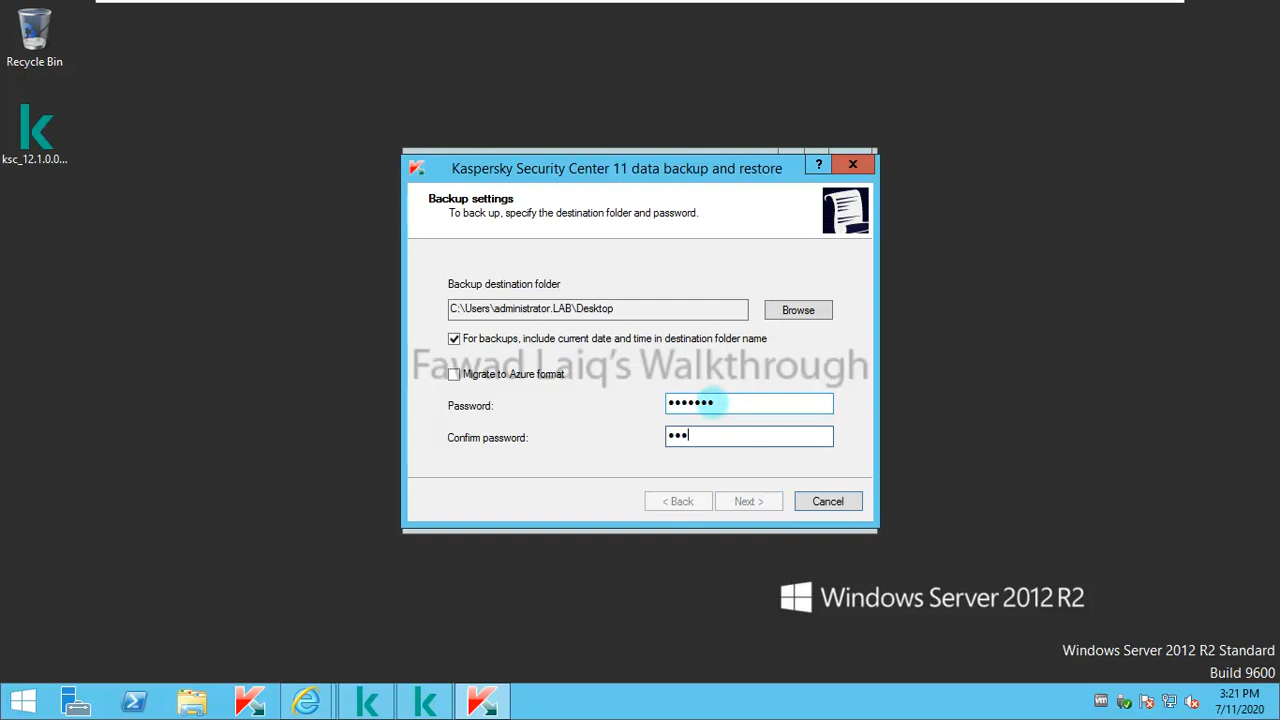 Recycle Bin
ksc_12.1.0.0...
Kaspersky Security Center 11 data backup and restore
?
X
Backup settings
To back up, specify the destination folder and password.
Backup destination folder
C:\Users\administrator.LAB\Desktop
Browse
For backups, include current date and time in destination folder name
Fawad Laiq's Walkthrough
Migrate to Azure format
Password:
•••••••
Confirm password:
•••
< Back
Next >
Cancel
Windows Server 2012 R2
Windows Server 2012 R2 Standard
Build 9600
3:21 PM
7/11/2020